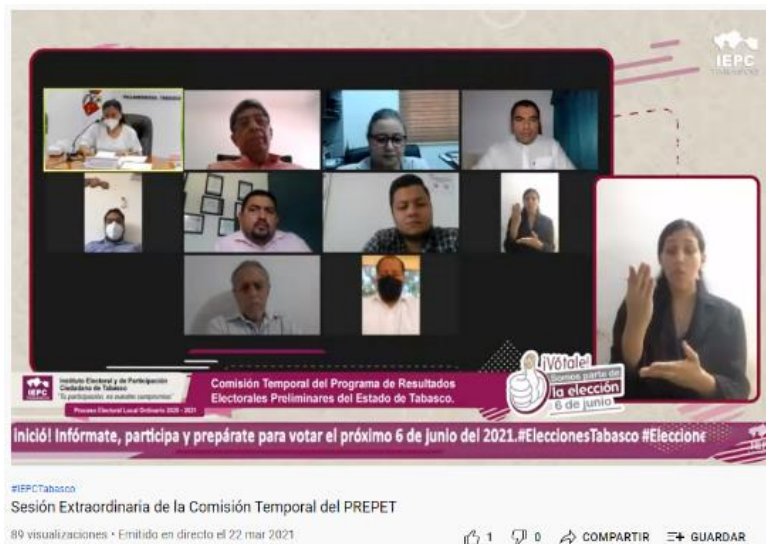 VILLAHERMOSA, TABASCO
IEPC
IEPC
Instituto Electoral y de Participación
Ciudadana de Tabasco
"Tu participación, es nuestro compromiso"
Proceso Electoral Local Ordinario 2020 - 2021
Comisión Temporal del Programa de Resultados
Electorales Preliminares del Estado de Tabasco.
¡Vótale!
Somos parte de
la elección
6 de junio
inició! Infórmate, participa y prepárate para votar el próximo 6 de junio del 2021.#EleccionesTabasco #Eleccione
#IEPCTabasco
Sesión Extraordinaria de la Comisión Temporal del PREPET
89 visualizaciones • Emitido en directo el 22 mar 2021
1
0
COMPARTIR
GUARDAR